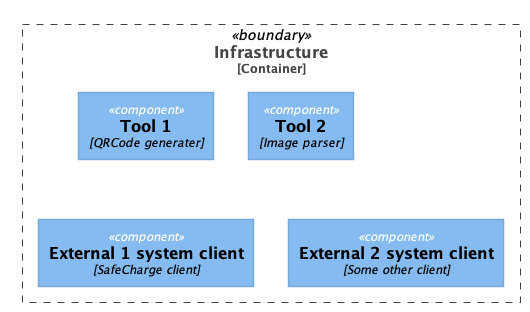 «boundary»
Infrastructure
[Container]
«component»
Tool 1
[QRCode generater]
«component»
Tool 2
[Image parser]
«component»
External 1 system client
[SafeCharge client]
«component»
External 2 system client
[Some other client]